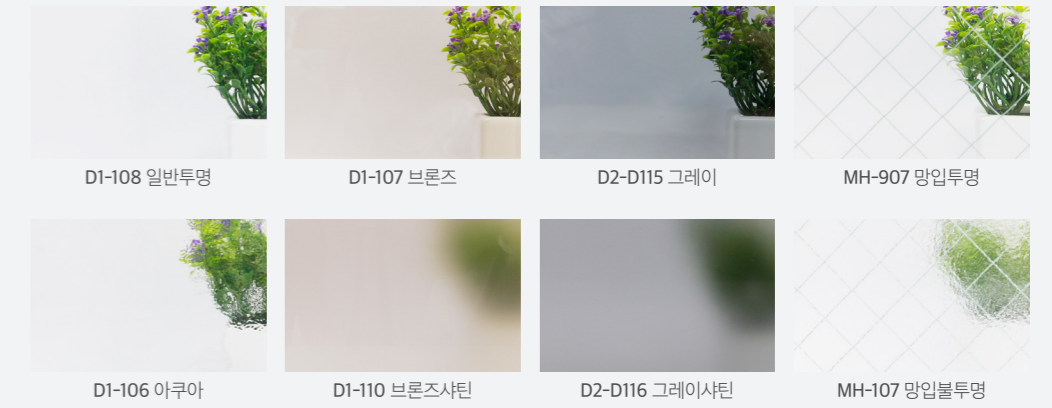 D1-108 일반투명
D1-107 브론즈
D2-D115 그레이
MH-907 망입투명
D1-106 아쿠아
D1-110 브론즈샤틴
D2-D116 그레이샤틴
MH-107 망입불투명